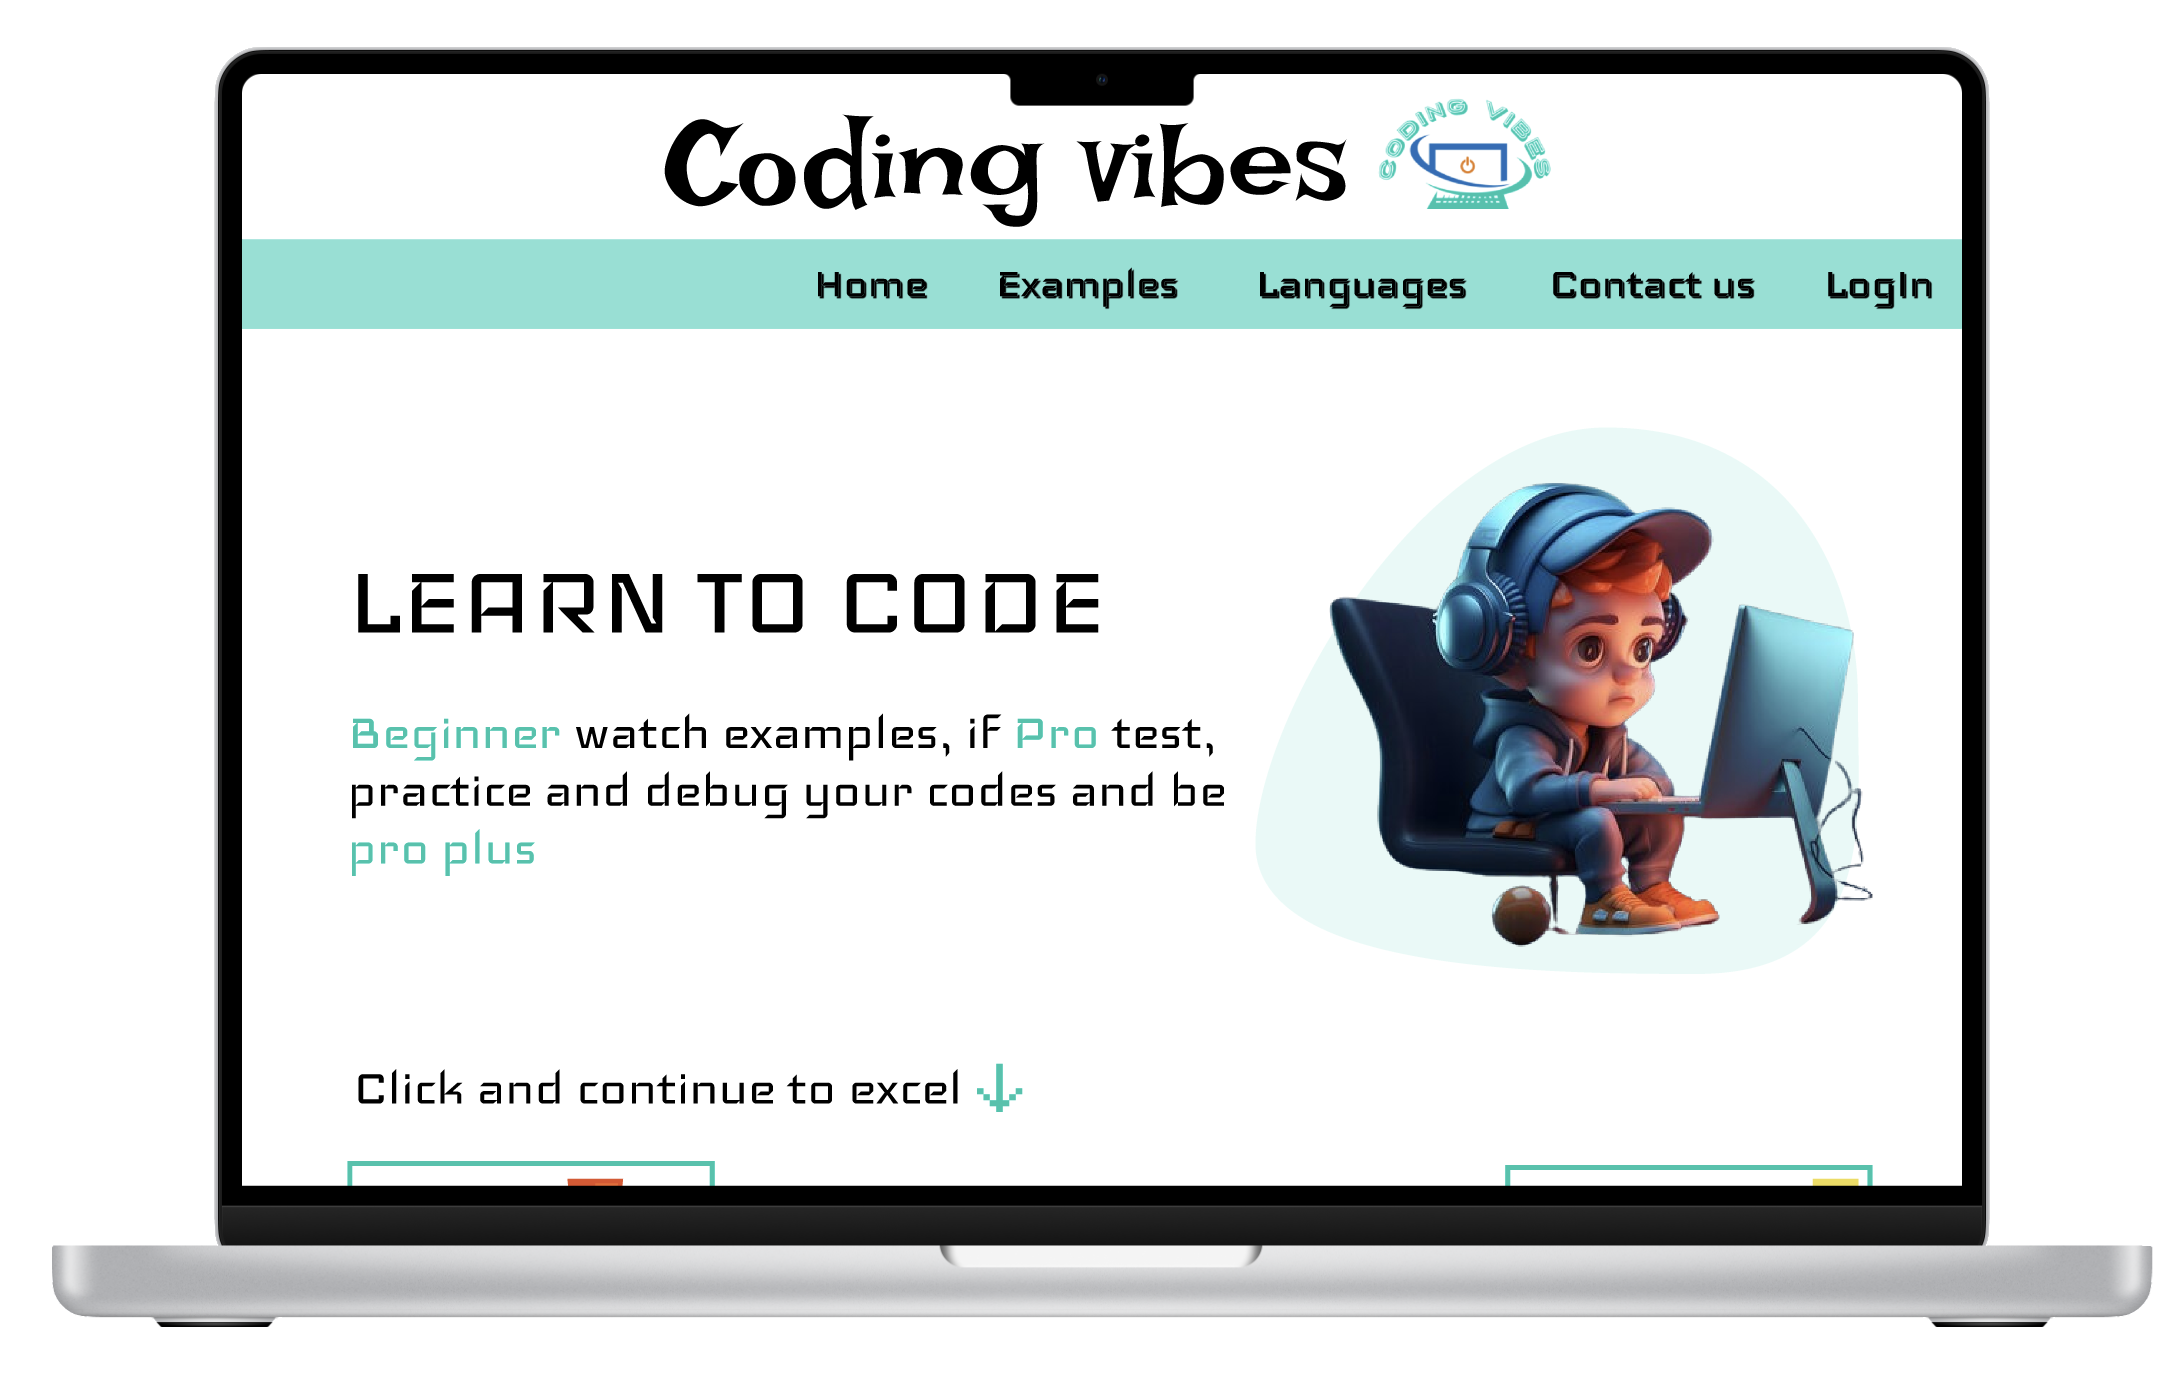 Coding vibes
CODING VIBES
Home Examples Languages Contact us LogIn
LEARN TO CODE
Beginner watch examples, if Pro test,
practice and debug your codes and be
pro plus
Click and continue to excel